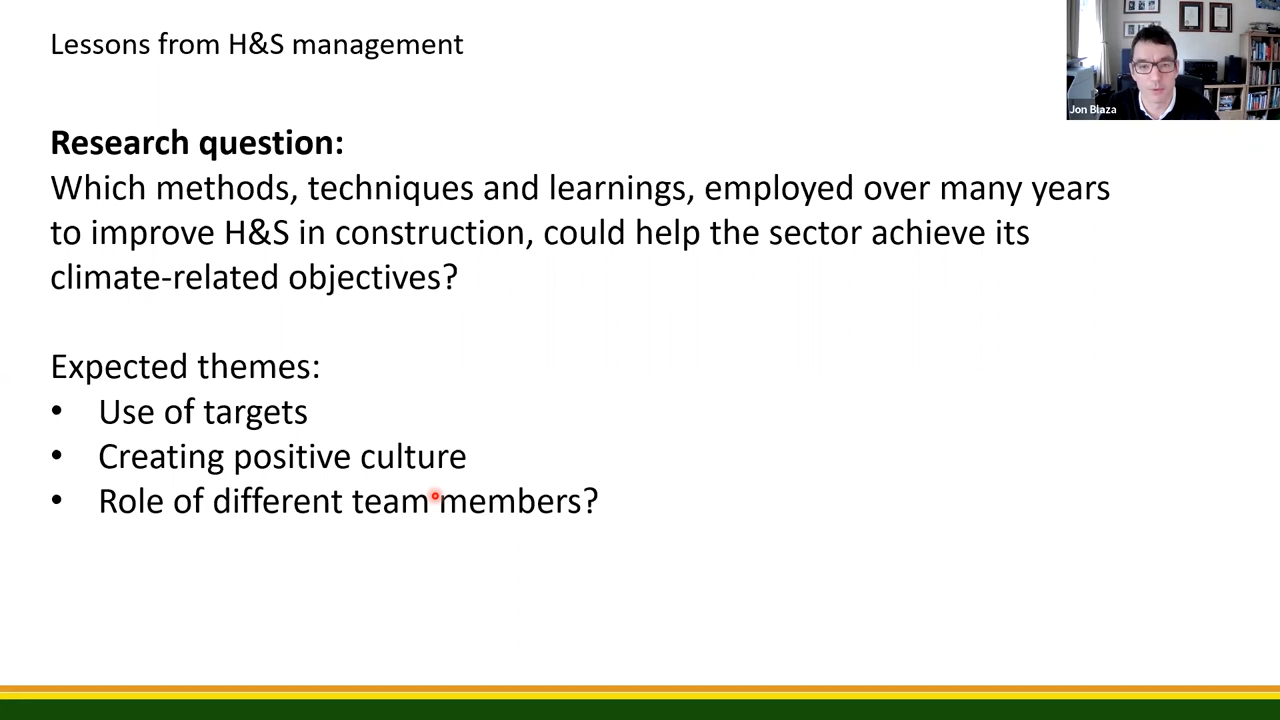 Lessons from H&S management
Jon Blaza
Research question:
Which methods, techniques and learnings, employed over many years
to improve H&S in construction, could help the sector achieve its
climate-related objectives?
Expected themes:
• Use of targets
• Creating positive culture
• Role of different team members?